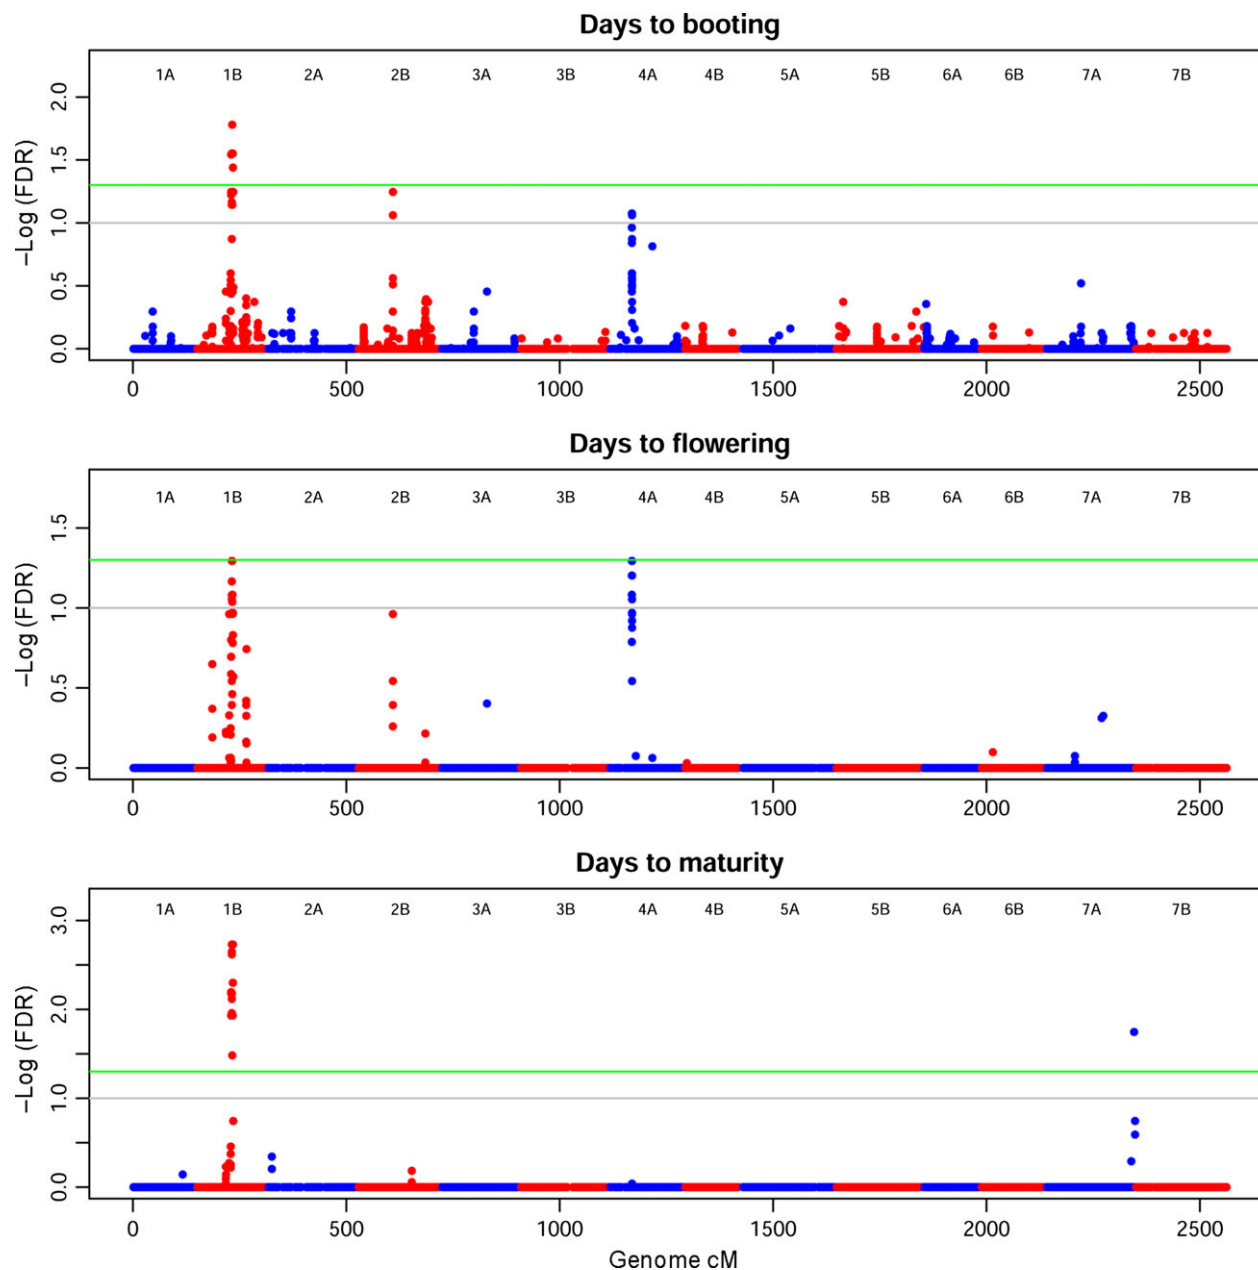 Days to booting
1A 1B 2A 2B 3A 3B 4A 4B 5A 5B 6A 6B 7A 7B
2.0
1.5
1.0
0.5
0.0
−Log (FDR)
0 500 1000 1500 2000 2500
Days to flowering
1A 1B 2A 2B 3A 3B 4A 4B 5A 5B 6A 6B 7A 7B
1.5
1.0
0.5
0.0
−Log (FDR)
0 500 1000 1500 2000 2500
Days to maturity
1A 1B 2A 2B 3A 3B 4A 4B 5A 5B 6A 6B 7A 7B
3.0
2.0
1.0
0.0
−Log (FDR)
0 500 1000 1500 2000 2500
Genome cM